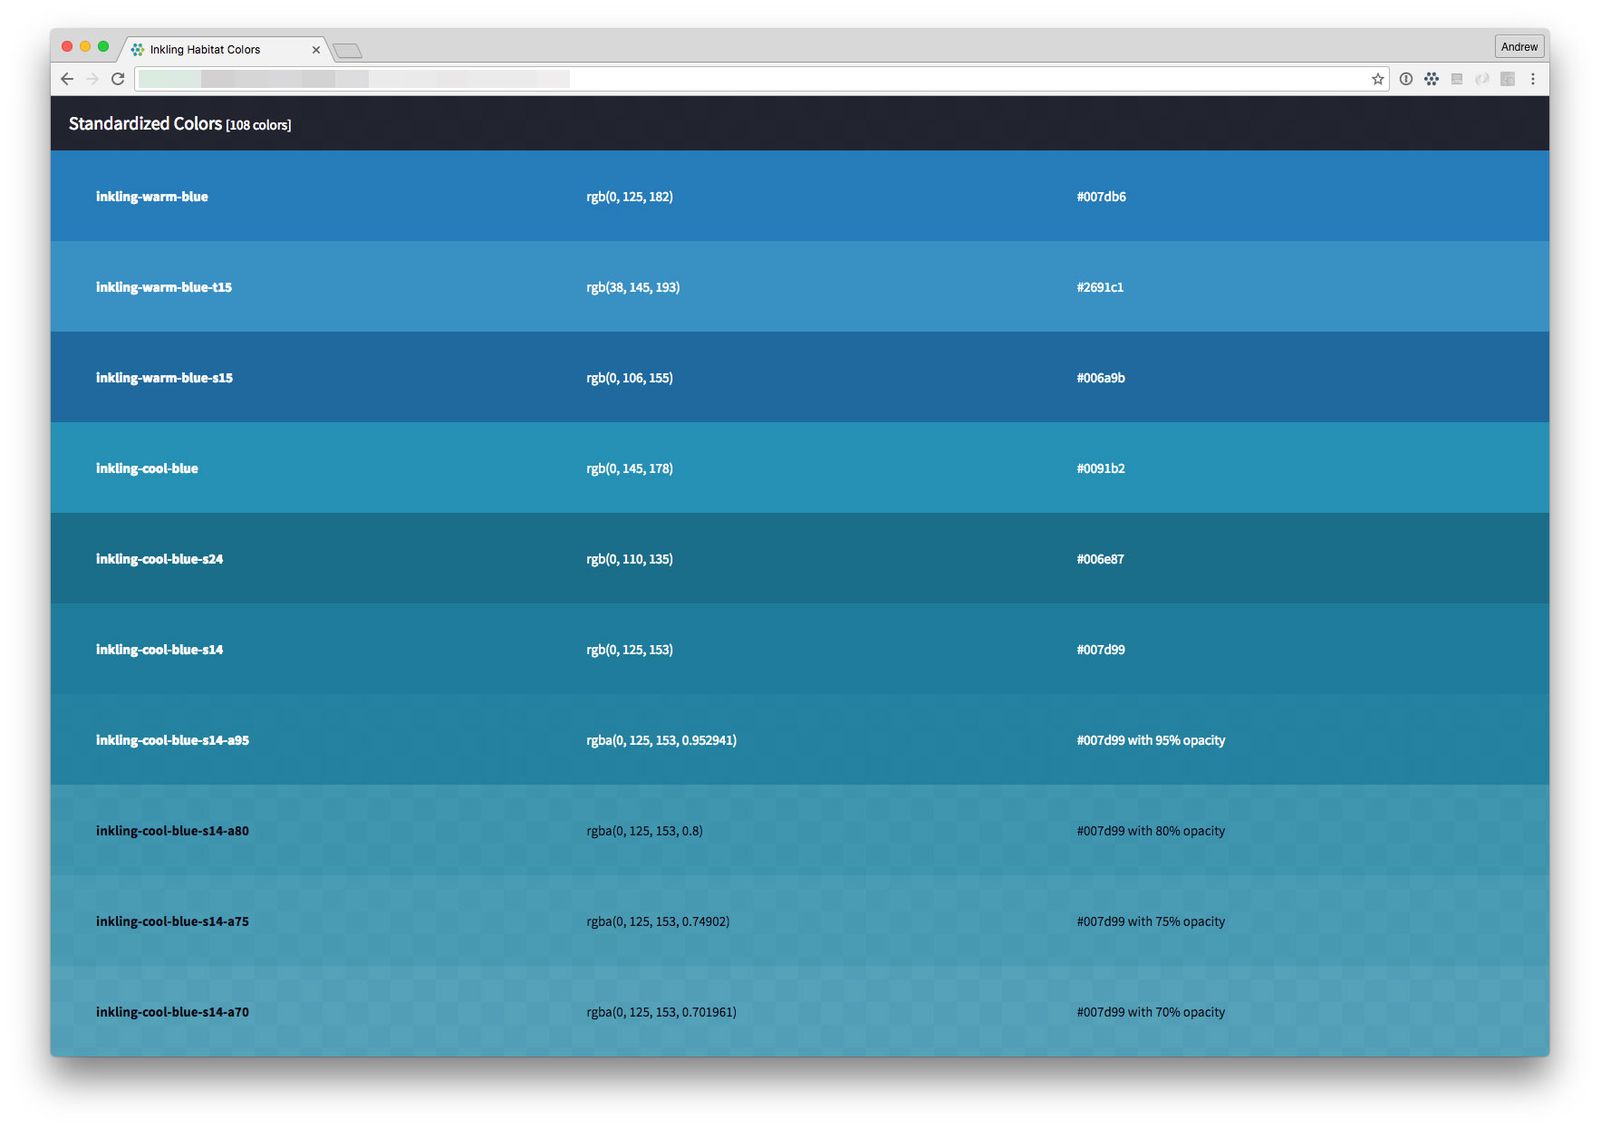 Inkling Habitat Colors
Andrew
Standardized Colors [108 colors]
inkling-warm-blue rgb(0, 125, 182) #007db6
inkling-warm-blue-t15 rgb(38, 145, 193) #2691c1
inkling-warm-blue-s15 rgb(0, 106, 155) #006a9b
inkling-cool-blue rgb(0, 145, 178) #0091b2
inkling-cool-blue-s24 rgb(0, 110, 135) #006e87
inkling-cool-blue-s14 rgb(0, 125, 153) #007d99
inkling-cool-blue-s14-a95 rgba(0, 125, 153, 0.952941) #007d99 with 95% opacity
inkling-cool-blue-s14-a80 rgba(0, 125, 153, 0.8) #007d99 with 80% opacity
inkling-cool-blue-s14-a75 rgba(0, 125, 153, 0.74902) #007d99 with 75% opacity
inkling-cool-blue-s14-a70 rgba(0, 125, 153, 0.701961) #007d99 with 70% opacity